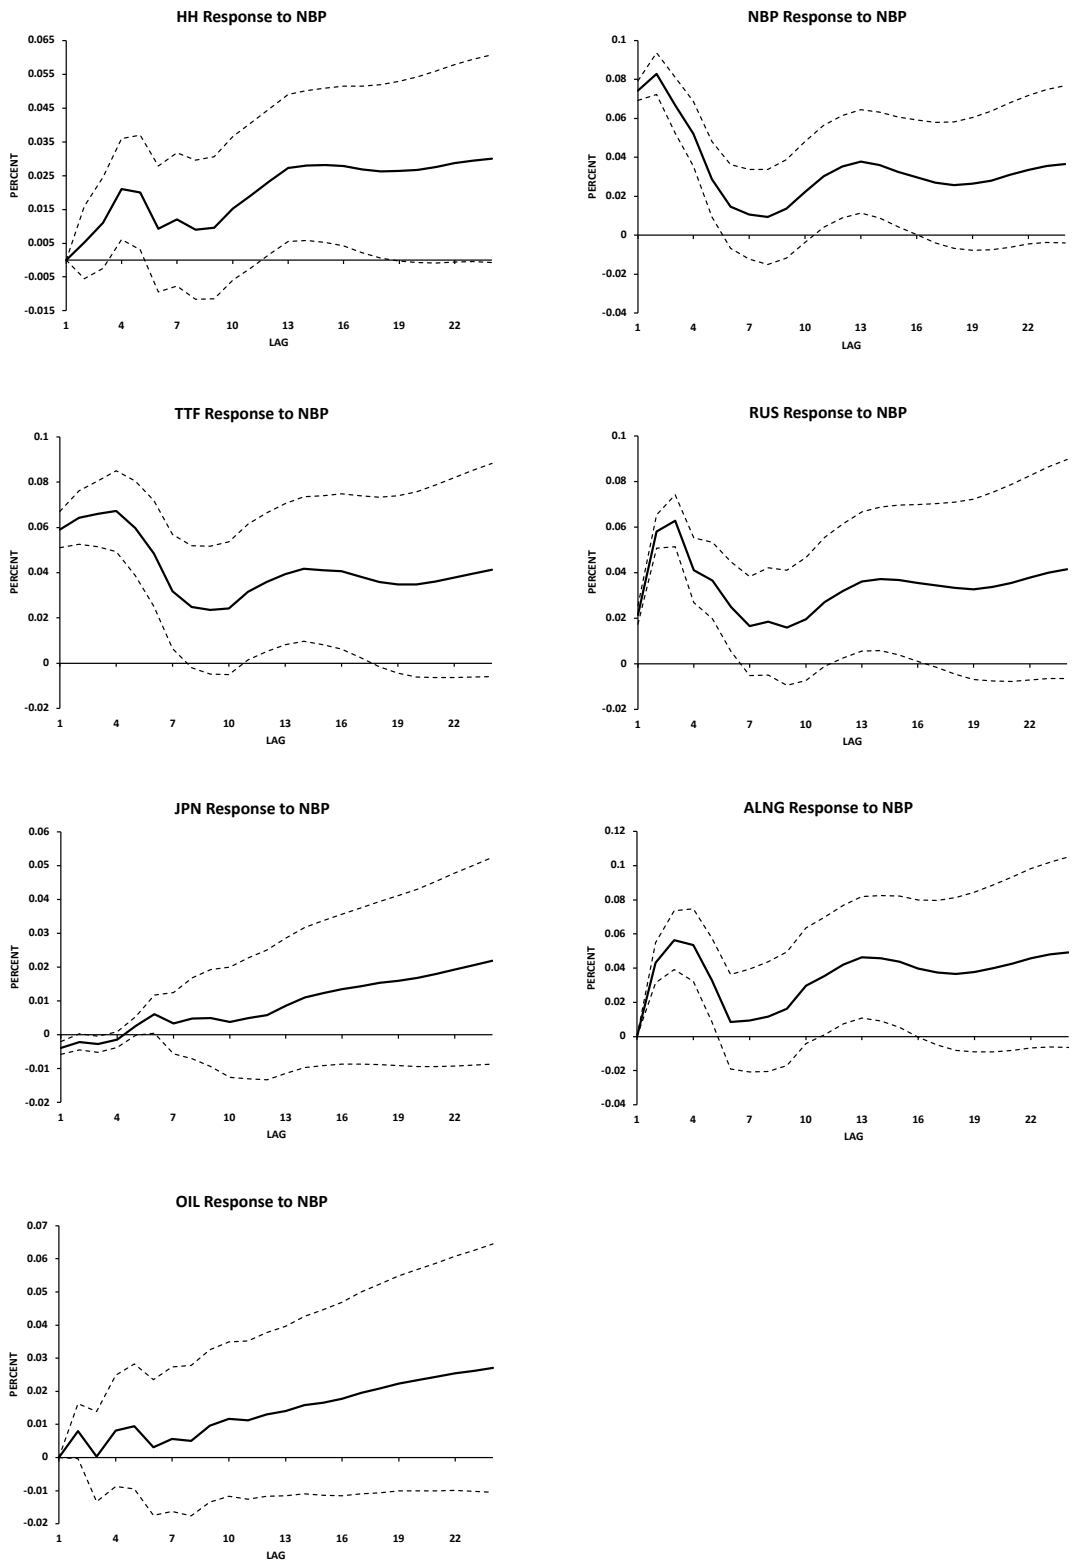 HH Response to NBP
0.065
0.055
0.045
0.035
0.025
0.015
0.005
-0.005
-0.015
PERCENT
1 4 7 10 13 16 19 22
LAG
NBP Response to NBP
0.1
0.08
0.06
0.04
0.02
0
-0.02
-0.04
PERCENT
1 4 7 10 13 16 19 22
LAG
TTF Response to NBP
0.1
0.08
0.06
0.04
0.02
0
-0.02
PERCENT
1 4 7 10 13 16 19 22
LAG
RUS Response to NBP
0.1
0.08
0.06
0.04
0.02
0
-0.02
PERCENT
1 4 7 10 13 16 19 22
LAG
JPN Response to NBP
0.06
0.05
0.04
0.03
0.02
0.01
0
-0.01
-0.02
PERCENT
1 4 7 10 13 16 19 22
LAG
ALNG Response to NBP
0.12
0.1
0.08
0.06
0.04
0.02
0
-0.02
-0.04
PERCENT
1 4 7 10 13 16 19 22
LAG
OIL Response to NBP
0.07
0.06
0.05
0.04
0.03
0.02
0.01
0
-0.01
-0.02
PERCENT
1 4 7 10 13 16 19 22
LAG